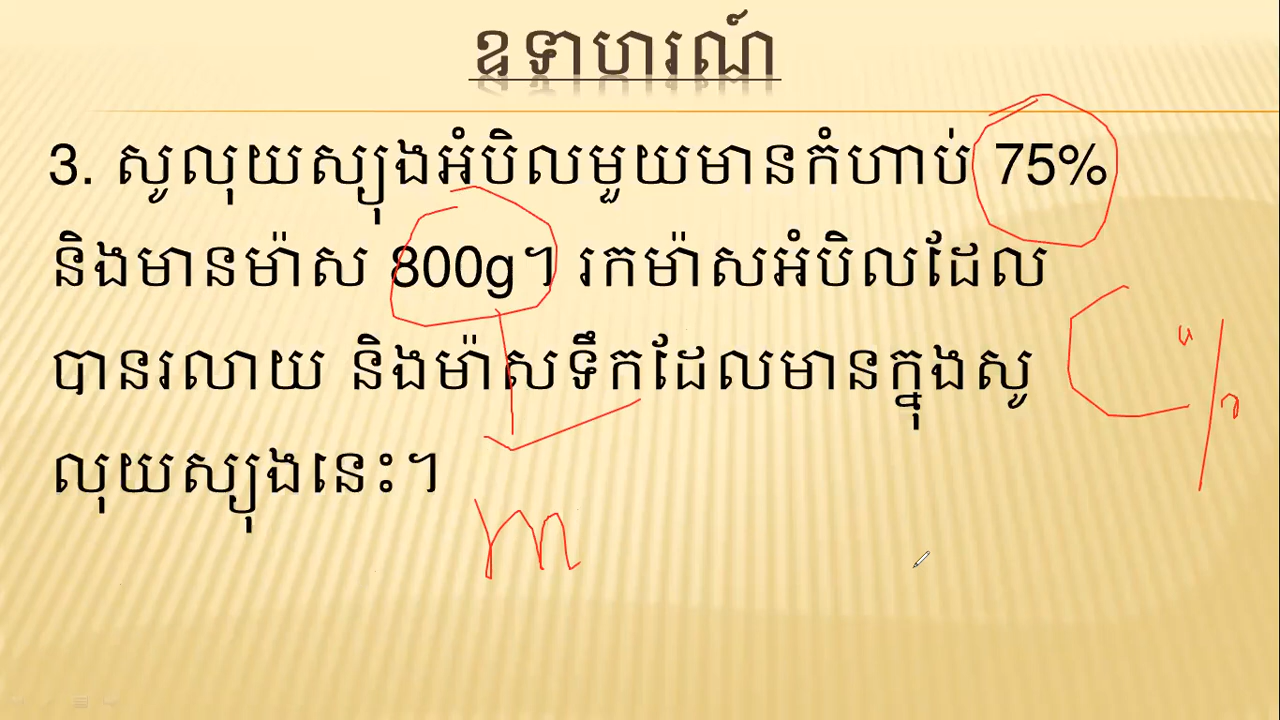 ឧទាហរណ៍
3. សូលុយស្យុងអំបិលមួយមានកំហាប់ 75%
និងមានម៉ាស 800g។ រកម៉ាសអំបិលដែល
បានរលាយ និងម៉ាសទឹកដែលមានក្នុងសូ
លុយស្យុងនេះ។
m